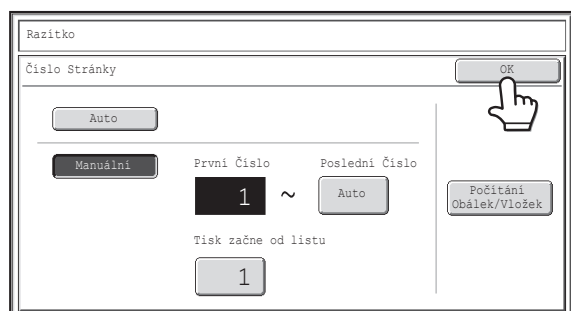 Razítko
Číslo Stránky
OK
Auto
Manuální
První Číslo
Poslední Číslo
1 ~ Auto
Počítání
Obálek/Vložek
Tisk začne od listu
1